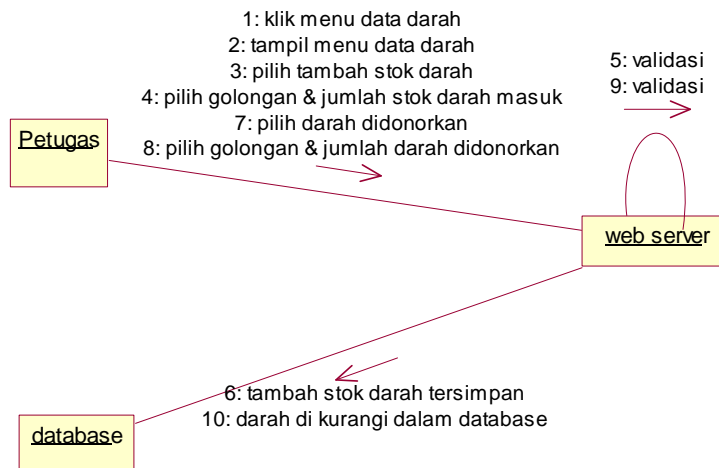 1: klik menu data darah
2: tampil menu data darah
3: pilih tambah stok darah
4: pilih golongan & jumlah stok darah masuk
7: pilih darah didonorkan
8: pilih golongan & jumlah darah didonorkan
5: validasi
9: validasi
Petugas
web server
6: tambah stok darah tersimpan
10: darah di kurangi dalam database
database